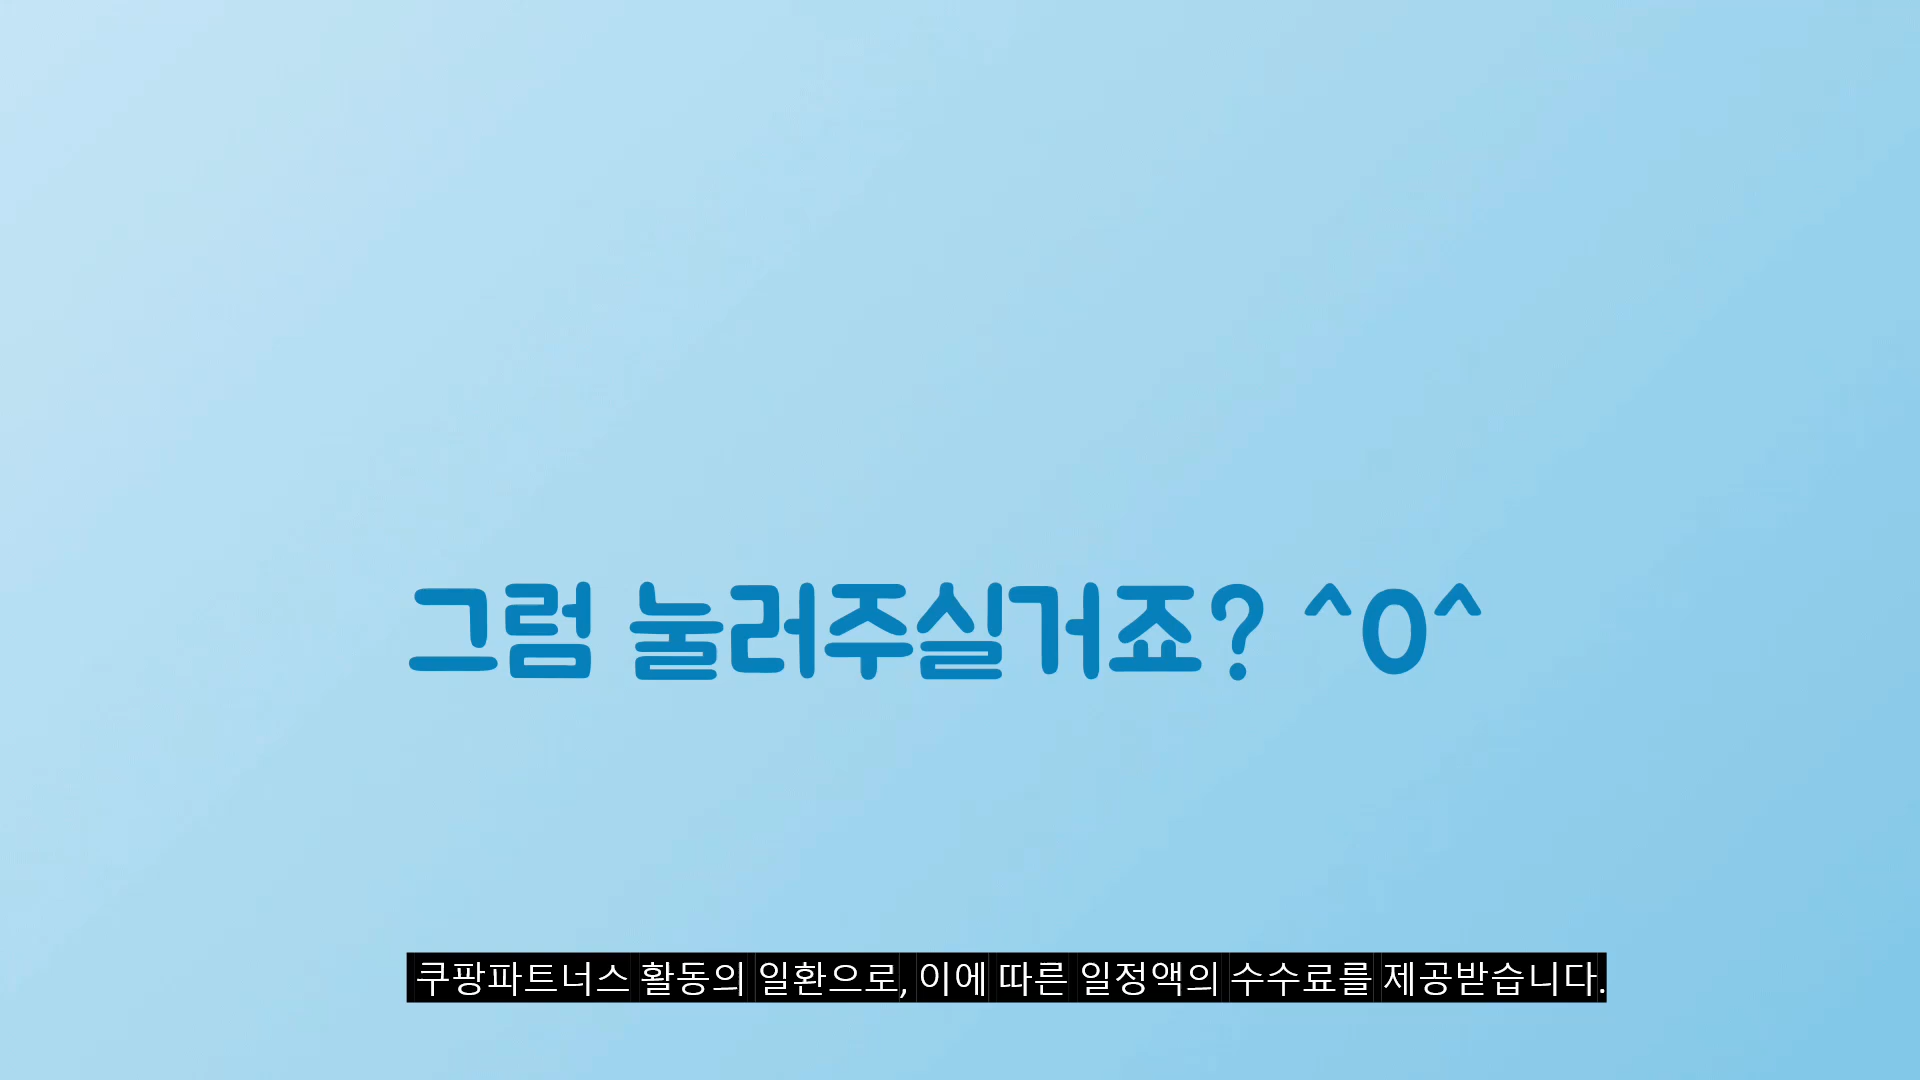 그럼 눌러주실거죠? ^0^
쿠팡파트너스 활동의 일환으로, 이에 따른 일정액의 수수료를 제공받습니다.